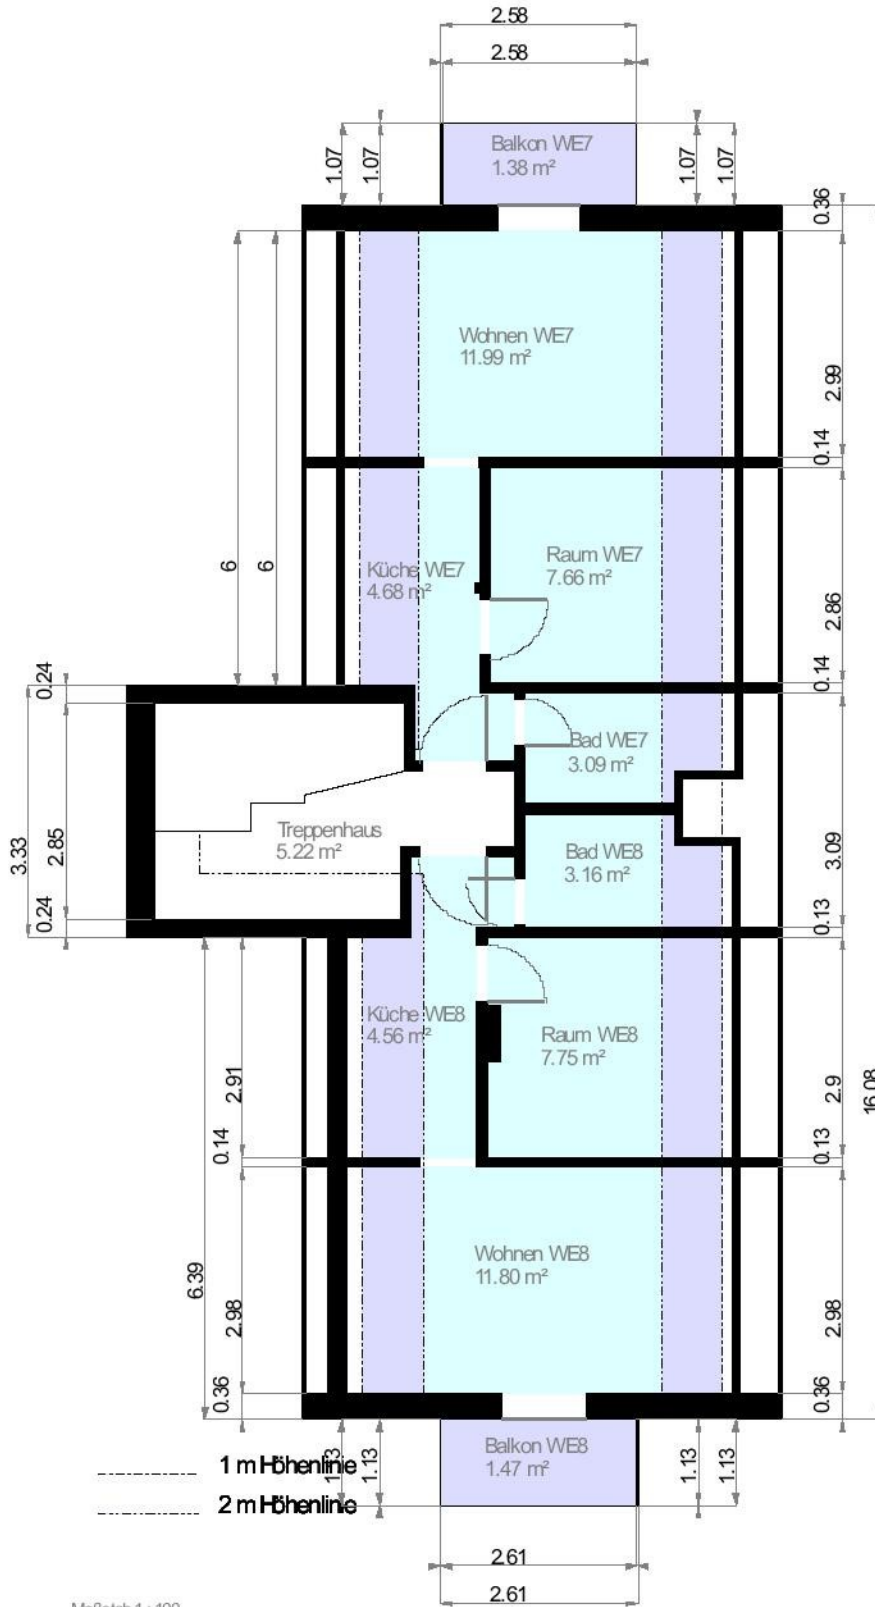 2.58
2.58
1.07
1.07
Balkon WE7
1.38 m²
1.07
1.07
0.36
Wohnen WE7
11.99 m²
2.99
0.14
6
6
Küche WE7
4.68 m²
Raum WE7
7.66 m²
2.86
0.14
0.24
Bad WE7
3.09 m²
3.33
2.85
Treppenhaus
5.22 m²
Bad WE8
3.16 m²
3.09
0.24
0.13
Küche WE8
4.56 m²
Raum WE8
7.75 m²
2.91
2.9
16.08
0.14
0.13
Wohnen WE8
11.80 m²
6.39
2.98
2.98
0.36
0.36
Balkon WE8
1.47 m²
1.13
1.13
1.13
1.13
1 m Höhenlinie
2 m Höhenlinie
2.61
2.61
Maßstab 1 : 100